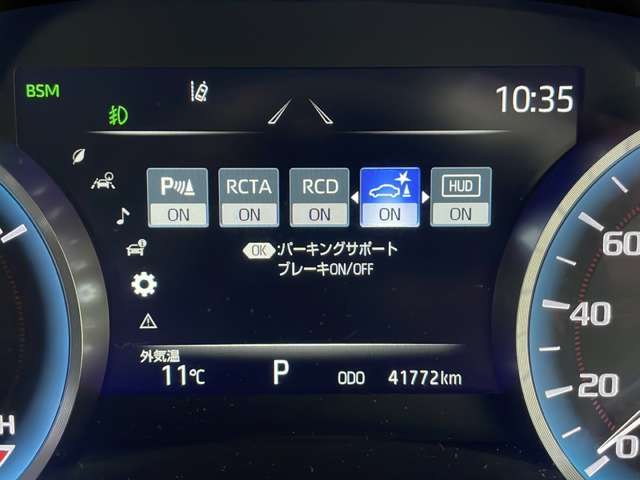 BSM
10:35
P RCTA RCD HUD
ON ON ON ON ON
OK:パーキングサポート
ブレーキON/OFF
外気温
11℃ P ODO 41772km
60
40
20
0
H